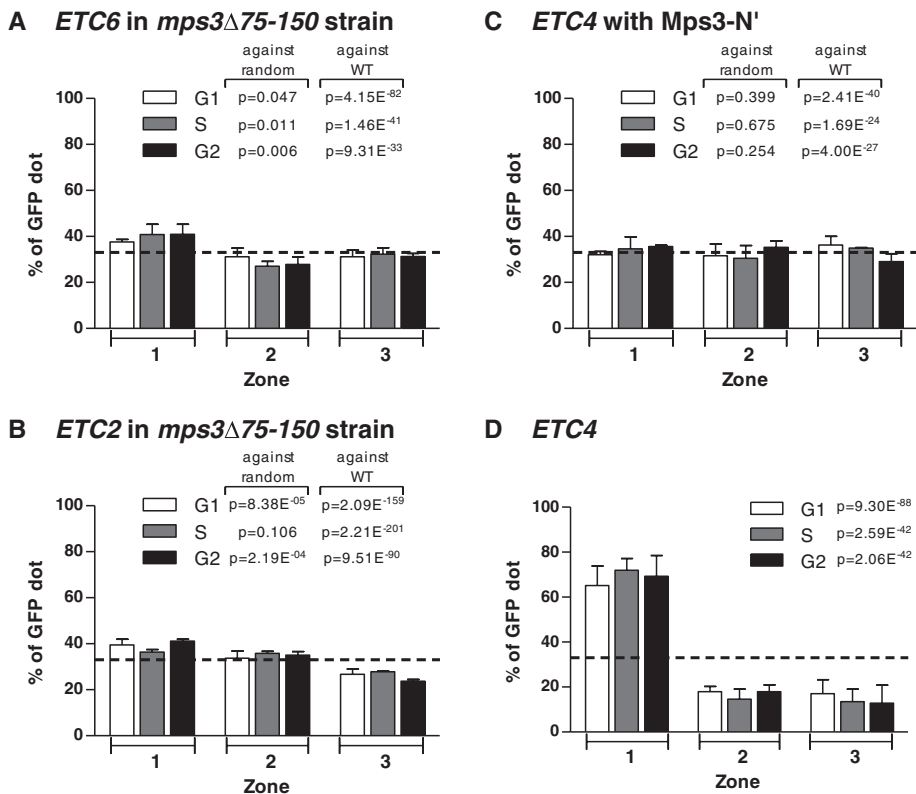 A ETC6 in mps3Δ75-150 strain
against random
against WT
G1 p=0.047 p=4.15E-82
S p=0.011 p=1.46E-41
G2 p=0.006 p=9.31E-33
% of GFP dot
100
80
60
40
20
0
1 2 3
Zone
B ETC2 in mps3Δ75-150 strain
against random
against WT
G1 p=8.38E-05 p=2.09E-159
S p=0.106 p=2.21E-201
G2 p=2.19E-04 p=9.51E-90
% of GFP dot
100
80
60
40
20
0
1 2 3
Zone
C ETC4 with Mps3-N'
against random
against WT
G1 p=0.399 p=2.41E-40
S p=0.675 p=1.69E-24
G2 p=0.254 p=4.00E-27
% of GFP dot
100
80
60
40
20
0
1 2 3
Zone
D ETC4
G1 p=9.30E-88
S p=2.59E-42
G2 p=2.06E-42
% of GFP dot
100
80
60
40
20
0
1 2 3
Zone